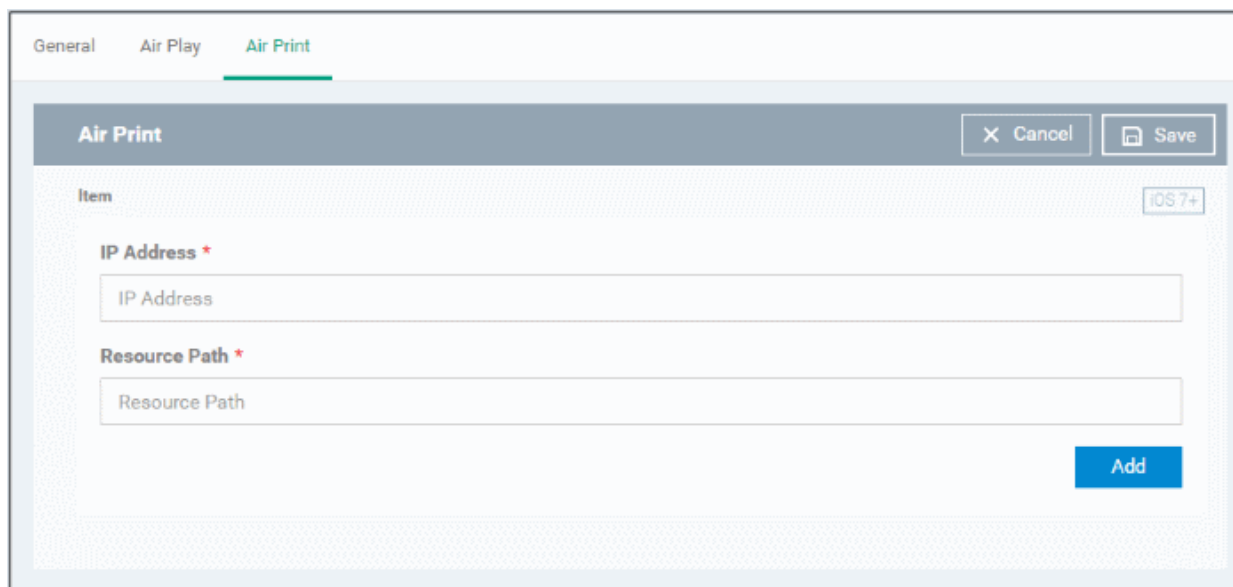 General Air Play Air Print
Air Print × Cancel Save
Item iOS 7+
IP Address *
IP Address
Resource Path *
Resource Path
Add